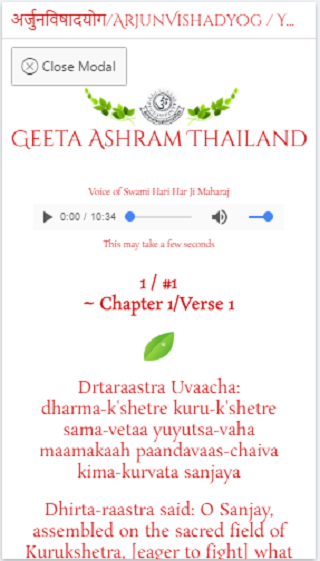 अर्जुनविषादयोग/ArjunVishadyog / Y...
Close Modal
Geeta Ashram Thailand
Voice of Swami Hari Har Ji Maharaj
0:00 / 10:34
This may take a few seconds
1 / #1
~ Chapter 1/Verse 1
Drtaraastra Uvaacha:
dharma-k'shetre kuru-k'shetre
sama-vetaa yuyutsa-vaha
maamakaah paandavaas-chaiva
kima-kurvata sanjaya
Dhirta-raastra said: O Sanjay,
assembled on the sacred field of
Kurukshetra, [eager to fight] what